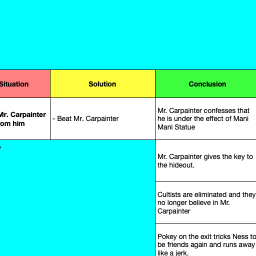 Situation
Solution
Conclusion
Mr. Carpainter
om him
- Beat Mr. Carpainter
Mr. Carpainter confesses that
he is under the effect of Mani
Mani Statue
Mr. Carpainter gives the key to
the hideout.
Cultists are eliminated and they
no longer believe in Mr.
Carpainter
Pokey on the exit tricks Ness to
be friends again and runs away
like a jerk.